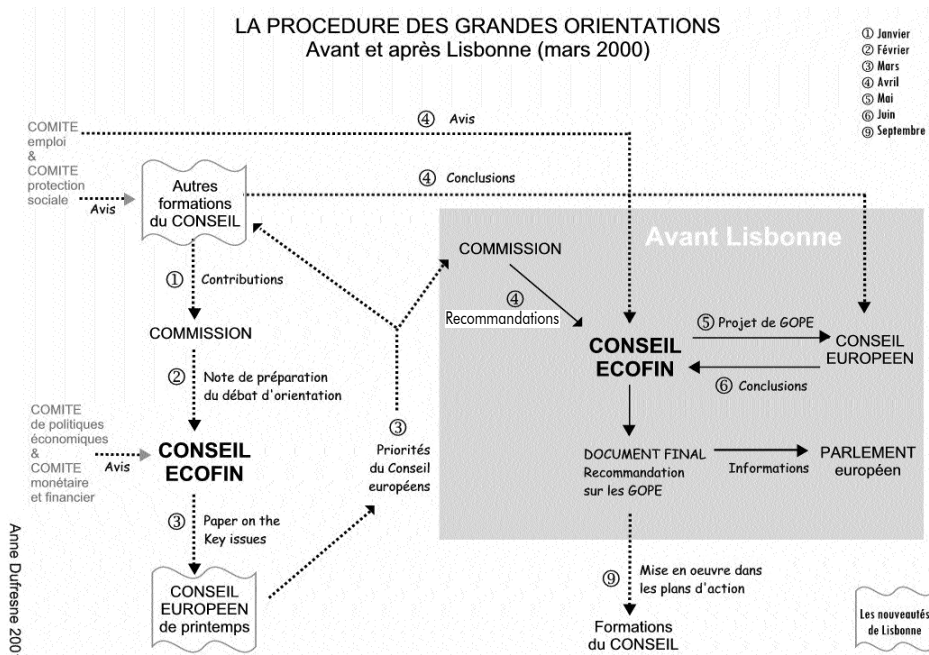 LA PROCEDURE DES GRANDES ORIENTATIONS
Avant et après Lisbonne (mars 2000)
① Janvier
② Février
③ Mars
④ Avril
⑤ Mai
⑥ Juin
⑨ Septembre
COMITE
emploi
&
COMITE
protection
sociale
Avis
④ Avis
Autres
formations
du CONSEIL
④ Conclusions
① Contributions
COMMISSION
② Note de préparation
du débat d'orientation
COMITE
de politiques
économiques
&
COMITE
monétaire
et financier
Avis
CONSEIL
ECOFIN
③ Paper on the
Key issues
CONSEIL
EUROPEEN
de printemps
③
Priorités
du Conseil
européens
Avant Lisbonne
COMMISSION
④
Recommandations
CONSEIL
ECOFIN
⑤ Projet de GOPE
CONSEIL
EUROPEEN
⑥ Conclusions
DOCUMENT FINAL
Recommandation
sur les GOPE
Informations
PARLEMENT
européen
⑨ Mise en oeuvre dans
les plans d'action
Formations
du CONSEIL
Les nouveautés
de Lisbonne
Anne Dufresne